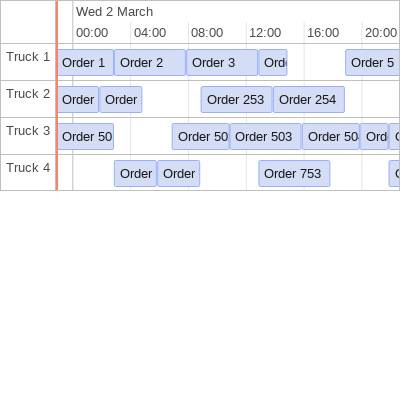 Wed 2 March
00:00 04:00 08:00 12:00 16:00 20:00
Truck 1 Order 1 Order 2 Order 3 Order 5
Truck 2 Order Order Order 253 Order 254
Truck 3 Order 50 Order 50 Order 503 Order 50
Truck 4 Order Order Order 753